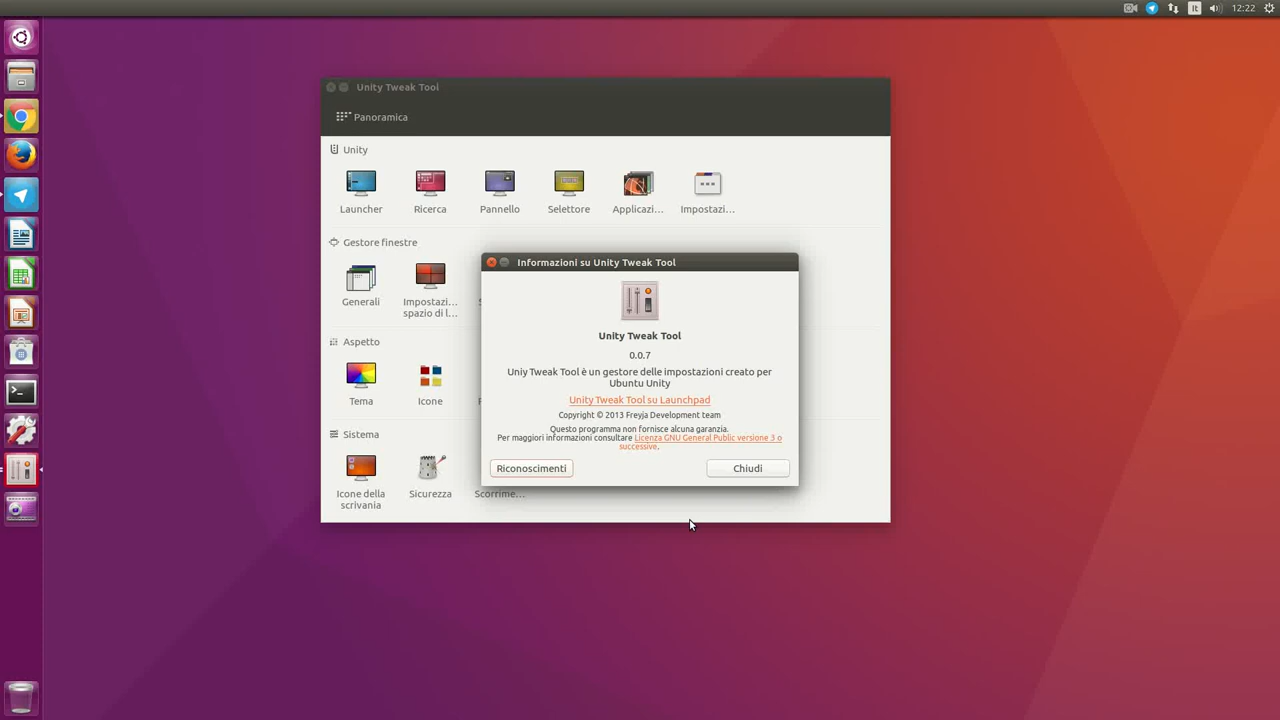 It
12:22
Unity Tweak Tool
Panoramica
Unity
Launcher
Ricerca
Pannello
Selettore
Applicazi...
Impostazi...
Gestore finestre
Generali
Impostazi...
spazio di l...
Aspetto
Tema
Icone
Sistema
Icone della
scrivania
Sicurezza
Scorrime...
Informazioni su Unity Tweak Tool
Unity Tweak Tool
0.0.7
Uniy Tweak Tool è un gestore delle impostazioni creato per
Ubuntu Unity
Unity Tweak Tool su Launchpad
Copyright © 2013 Freyja Development team
Questo programma non fornisce alcuna garanzia.
Per maggiori informazioni consultare Licenza GNU General Public versione 3 o
successive.
Riconoscimenti
Chiudi